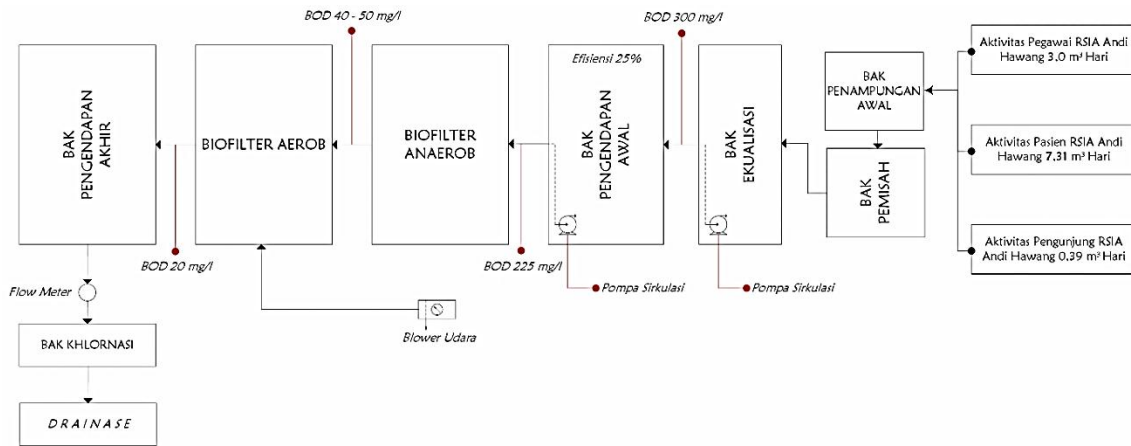 BOD 40 - 50 mg/l
BOD 300 mg/l
Aktivitas Pegawai RSIA Andi
Hawang 3.0 m³ Hari
Efisiensi 25%
BAK
PENAMPUNGAN
AWAL
BAK
PENGENDAPAN
AKHIR
BIOFILTER AEROB
BIOFILTER
ANAEROB
BAK
PENGENDAPAN
AWAL
BAK
EKUALISASI
BAK
PEMISAH
Aktivitas Pasien RSIA Andi
Hawang 7,31 m³ Hari
Aktivitas Pengunjung RSIA
Andi Hawang 0.39 m³ Hari
BOD 20 mg/l
BOD 225 mg/l
Pompa Sirkulasi
Pompa Sirkulasi
Flow Meter
Blower Udara
BAK KHLORNASI
DRAINASE